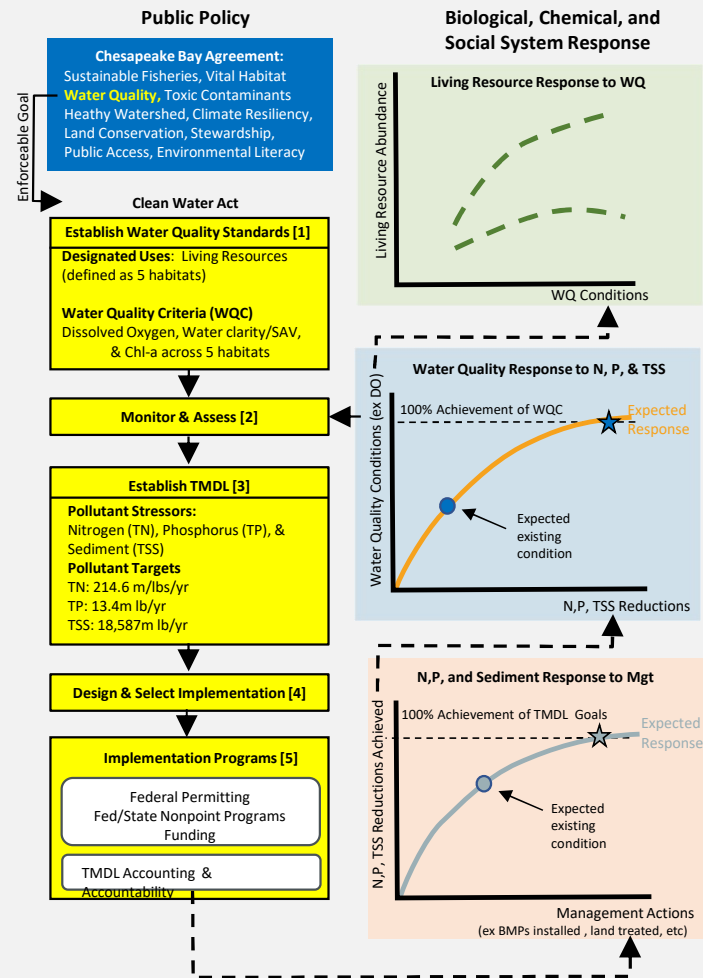 Public Policy
Chesapeake Bay Agreement:
Sustainable Fisheries, Vital Habitat
Water Quality, Toxic Contaminants
Heathy Watershed, Climate Resiliency,
Land Conservation, Stewardship,
Public Access, Environmental Literacy
Enforceable Goal
Clean Water Act
Establish Water Quality Standards [1]
Designated Uses: Living Resources
(defined as 5 habitats)
Water Quality Criteria (WQC)
Dissolved Oxygen, Water clarity/SAV,
& Chl-a across 5 habitats
Monitor & Assess [2]
Establish TMDL [3]
Pollutant Stressors:
Nitrogen (TN), Phosphorus (TP), &
Sediment (TSS)
Pollutant Targets
TN: 214.6 m/lbs/yr
TP: 13.4m lb/yr
TSS: 18,587m lb/yr
Design & Select Implementation [4]
Implementation Programs [5]
Federal Permitting
Fed/State Nonpoint Programs
Funding
TMDL Accounting &
Accountability
Biological, Chemical, and
Social System Response
Living Resource Response to WQ
Living Resource Abundance
WQ Conditions
Water Quality Response to N, P, & TSS
Water Quality Conditions (ex DO)
100% Achievement of WQC
Expected
Response
Expected
existing
condition
N,P, TSS Reductions
N,P, and Sediment Response to Mgt
N,P, TSS Reductions Achieved
100% Achievement of TMDL Goals
Expected
Response
Expected
existing
condition
Management Actions
(ex BMPs installed , land treated, etc)